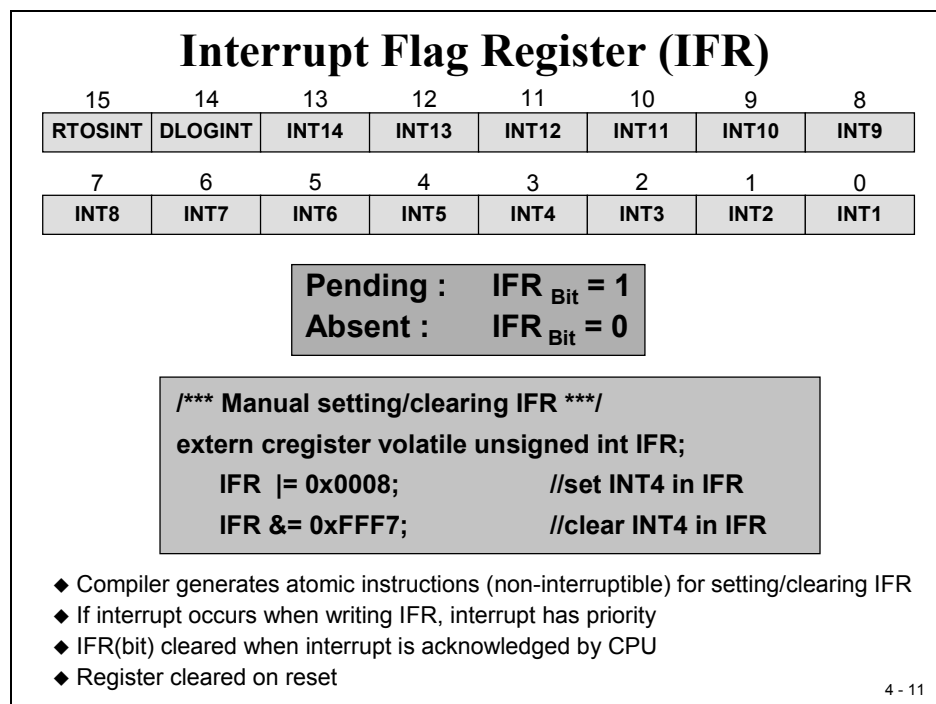 Interrupt Flag Register (IFR)
15 14 13 12 11 10 9 8
RTOSINT DLOGINT INT14 INT13 INT12 INT11 INT10 INT9
7 6 5 4 3 2 1 0
INT8 INT7 INT6 INT5 INT4 INT3 INT2 INT1
Pending : IFR Bit = 1
Absent : IFR Bit = 0
/*** Manual setting/clearing IFR ***/
extern cregister volatile unsigned int IFR;
IFR |= 0x0008; //set INT4 in IFR
IFR &= 0xFFF7; //clear INT4 in IFR
◆ Compiler generates atomic instructions (non-interruptible) for setting/clearing IFR
◆ If interrupt occurs when writing IFR, interrupt has priority
◆ IFR(bit) cleared when interrupt is acknowledged by CPU
◆ Register cleared on reset
4 - 11